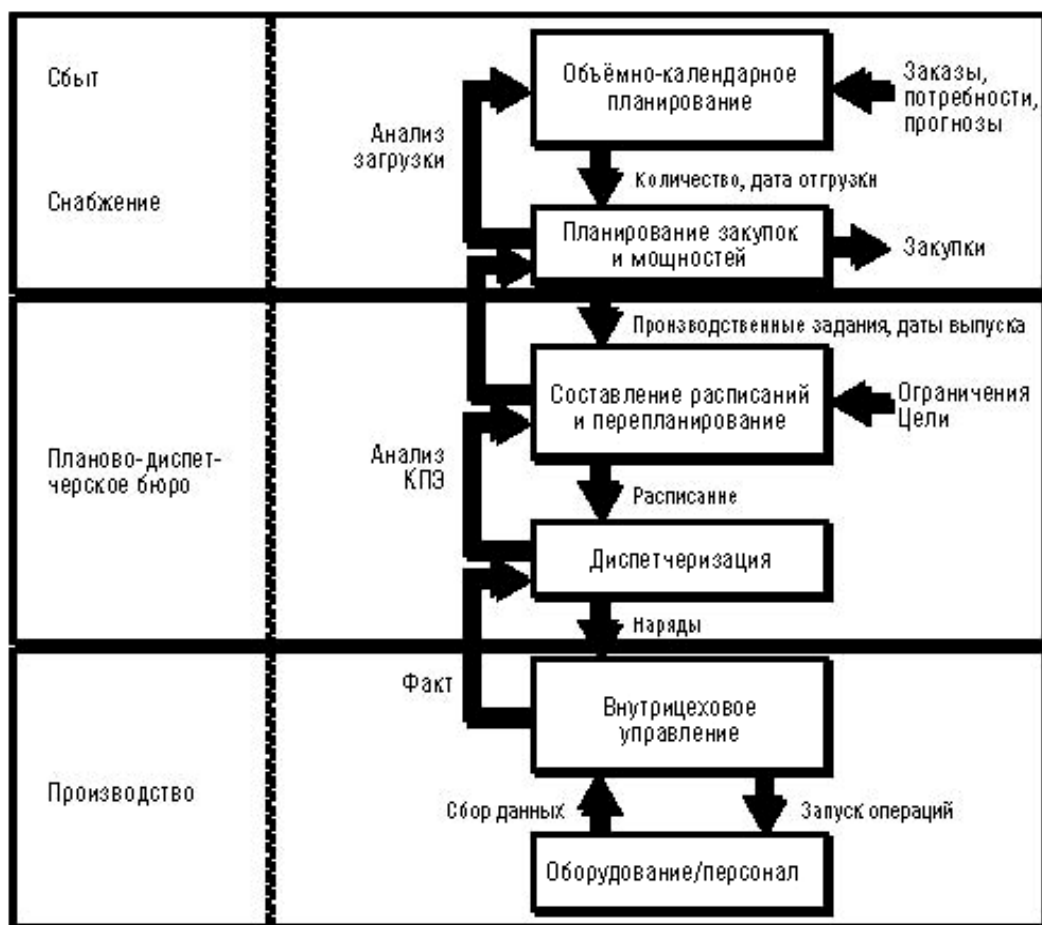 Сбыт
Снабжение
Объёмно-календарное
планирование
Заказы,
потребности,
прогнозы
Анализ
загрузки
Количество, дата отгрузки
Планирование закупок
и мощностей
Закупки
Производственные задания, даты выпуска
Планово-диспет-
черское бюро
Составление расписаний
и перепланирование
Ограничения
Цели
Анализ
КПЭ
Расписание
Диспетчеризация
Наряды
Производство
Факт
Внутрицеховое
управление
Сбор данных
Запуск операций
Оборудование/персонал